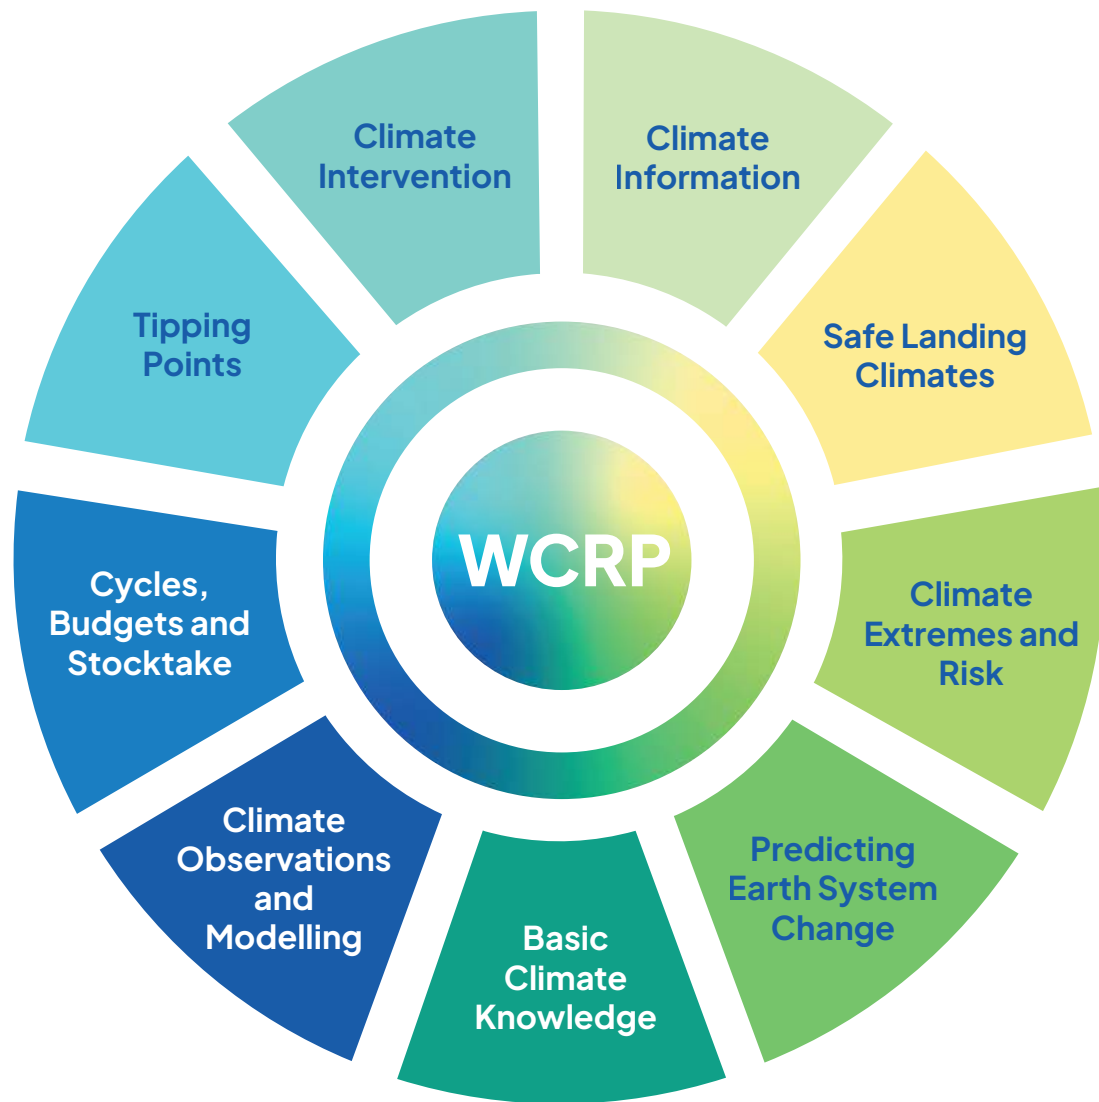 Climate
Intervention
Climate
Information
Safe Landing
Climates
Climate
Extremes and
Risk
Predicting
Earth System
Change
Basic
Climate
Knowledge
Climate
Observations
and
Modelling
Cycles,
Budgets and
Stocktake
Tipping
Points
WCRP